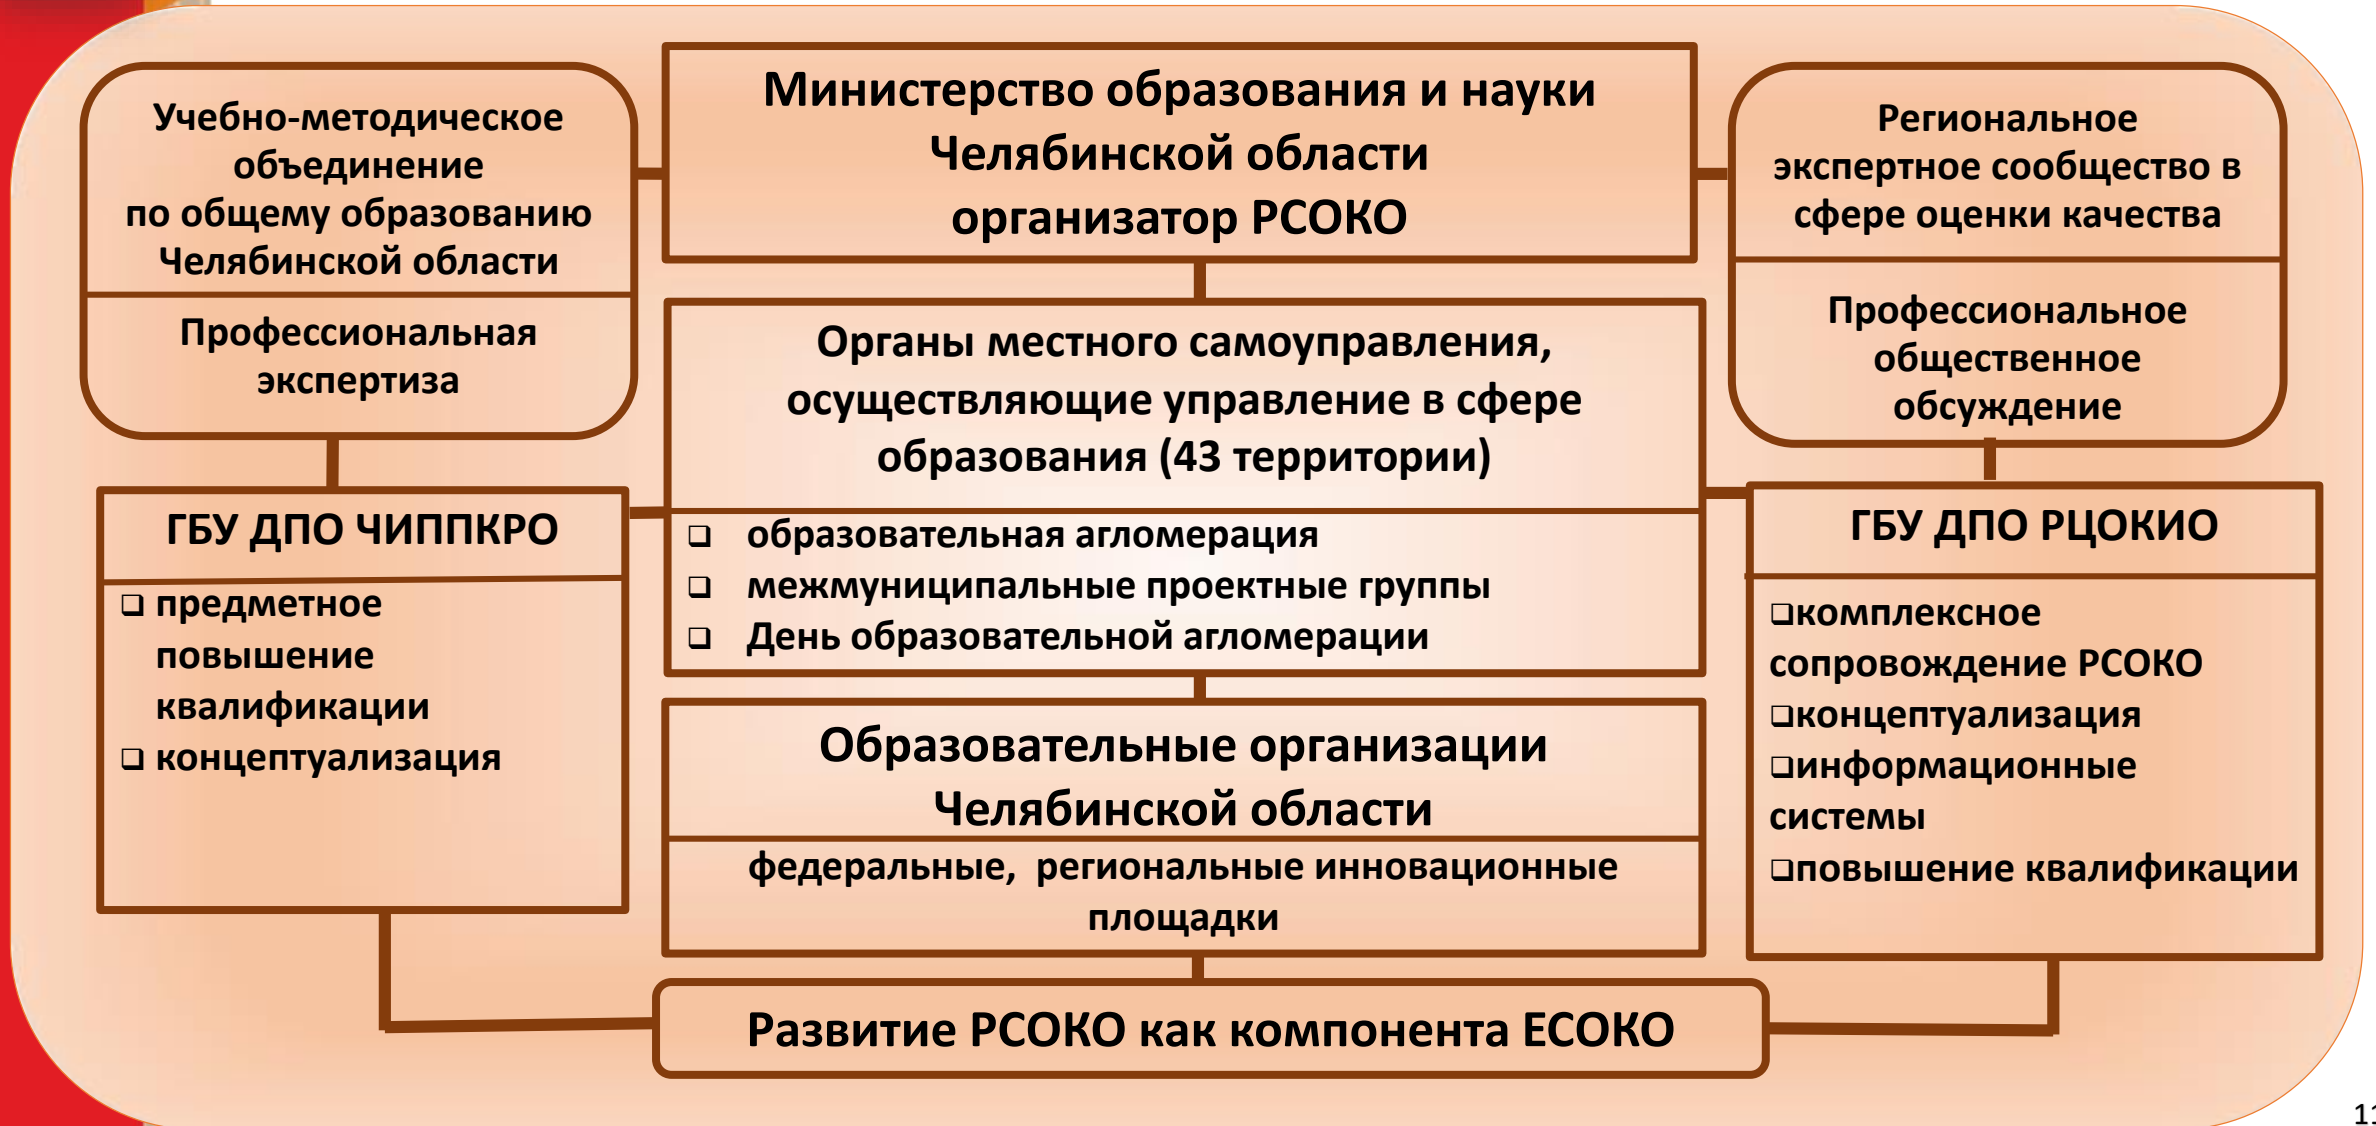 Учебно-методическое
объединение
по общему образованию
Челябинской области
Профессиональная
экспертиза
Министерство образования и науки
Челябинской области
организатор РСОКО
Региональное
экспертное сообщество в
сфере оценки качества
Профессиональное
общественное
обсуждение
Органы местного самоуправления,
осуществляющие управление в сфере
образования (43 территории)
❑ образовательная агломерация
❑ межмуниципальные проектные группы
❑ День образовательной агломерации
ГБУ ДПО ЧИППКРО
❑ предметное
повышение
квалификации
❑ концептуализация
ГБУ ДПО РЦОКИО
❑комплексное
сопровождение РСОКО
❑концептуализация
❑информационные
системы
❑повышение квалификации
Образовательные организации
Челябинской области
федеральные, региональные инновационные
площадки
Развитие РСОКО как компонента ЕСОКО
11